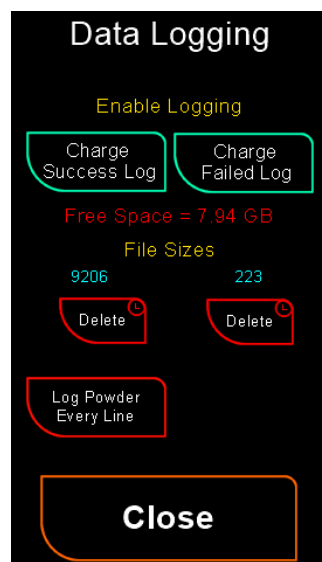 Data Logging
Enable Logging
Charge
Success Log
Charge
Failed Log
Free Space = 7.94 GB
File Sizes
9206
223
Delete
Delete
Log Powder
Every Line
Close